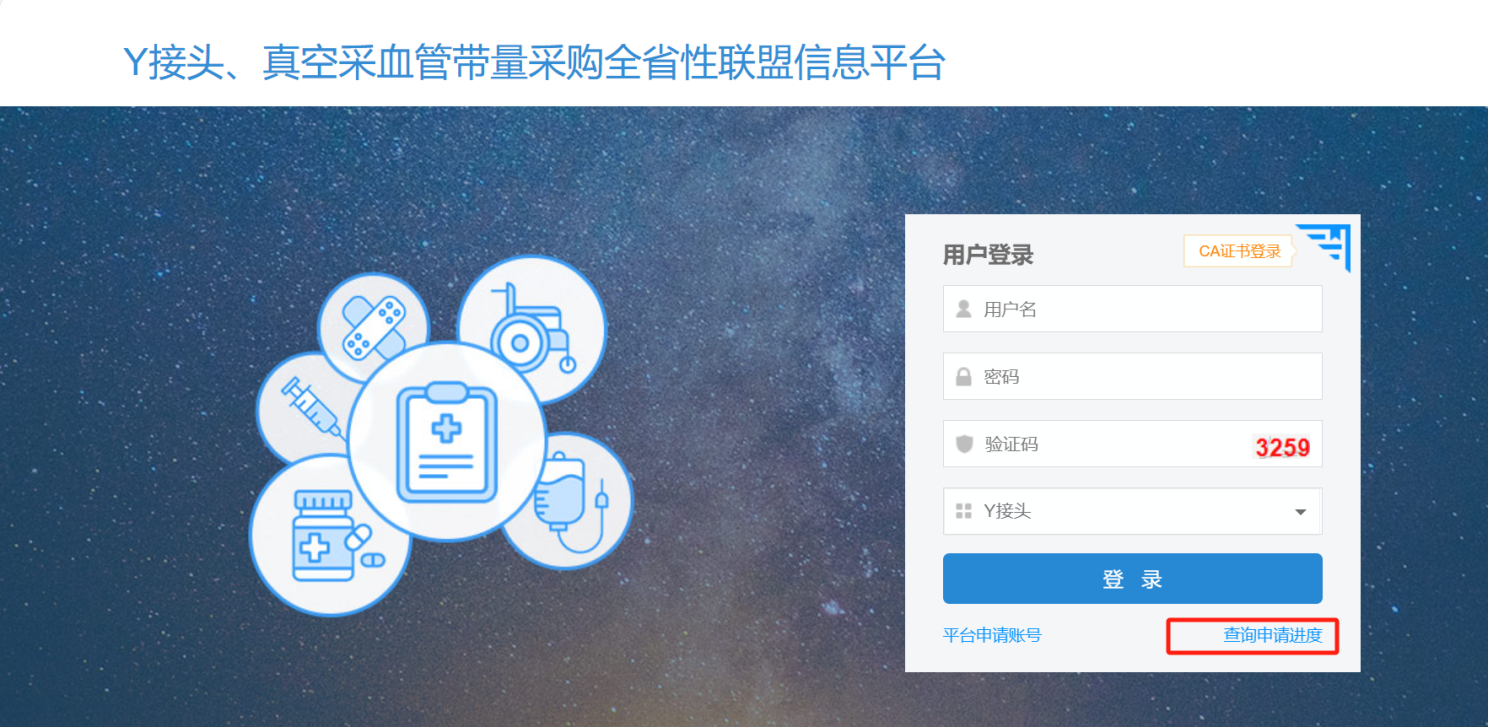 Y接头、真空采血管带量采购全省性联盟信息平台
用户登录
CA证书登录
用户名
密码
验证码
3259
Y接头
登 录
平台申请账号
查询申请进度